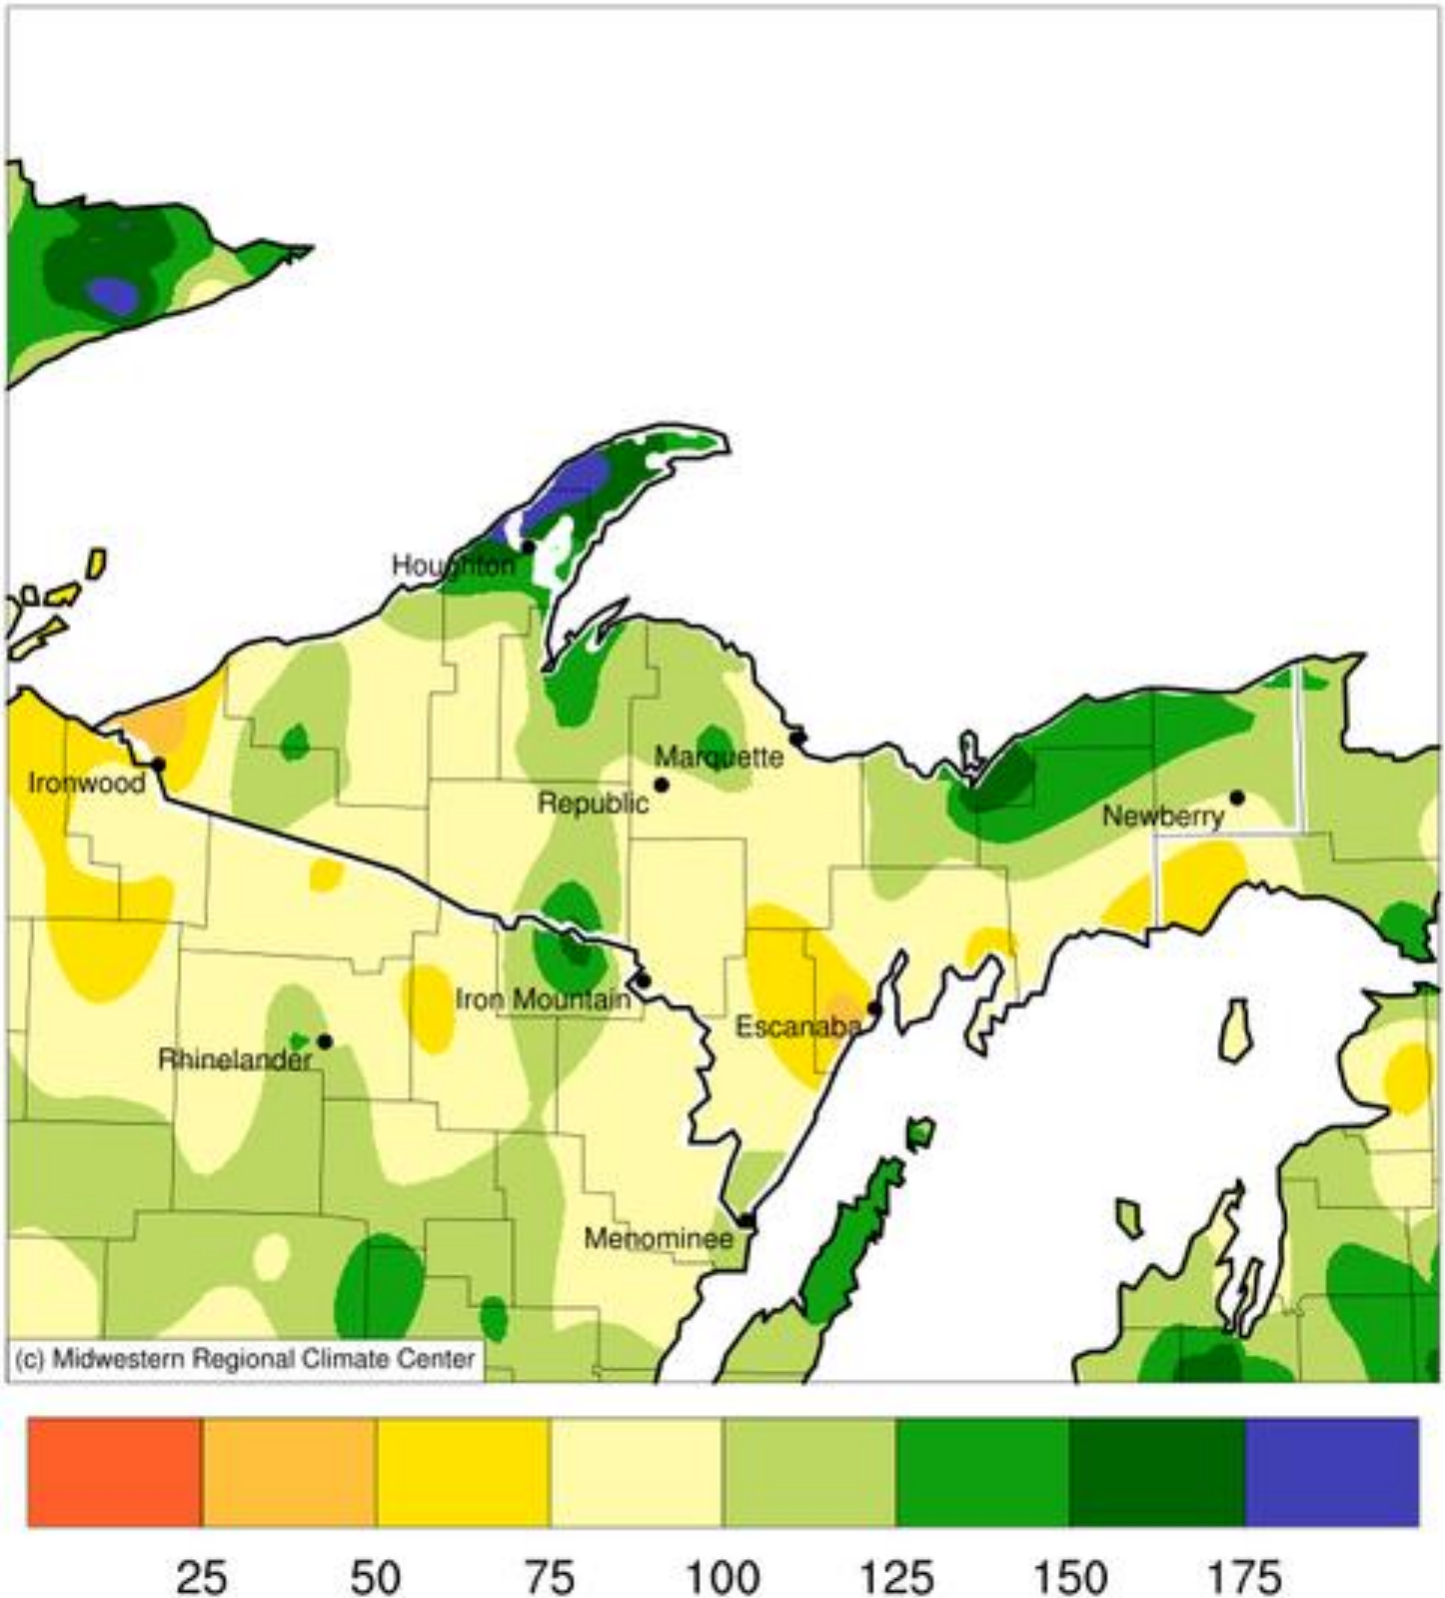 Houghton
Marquette
Ironwood
Republic
Newberry
Iron Mountain
Escanaba
Rhinelander
Menominee
(c) Midwestern Regional Climate Center
25 50 75 100 125 150 175